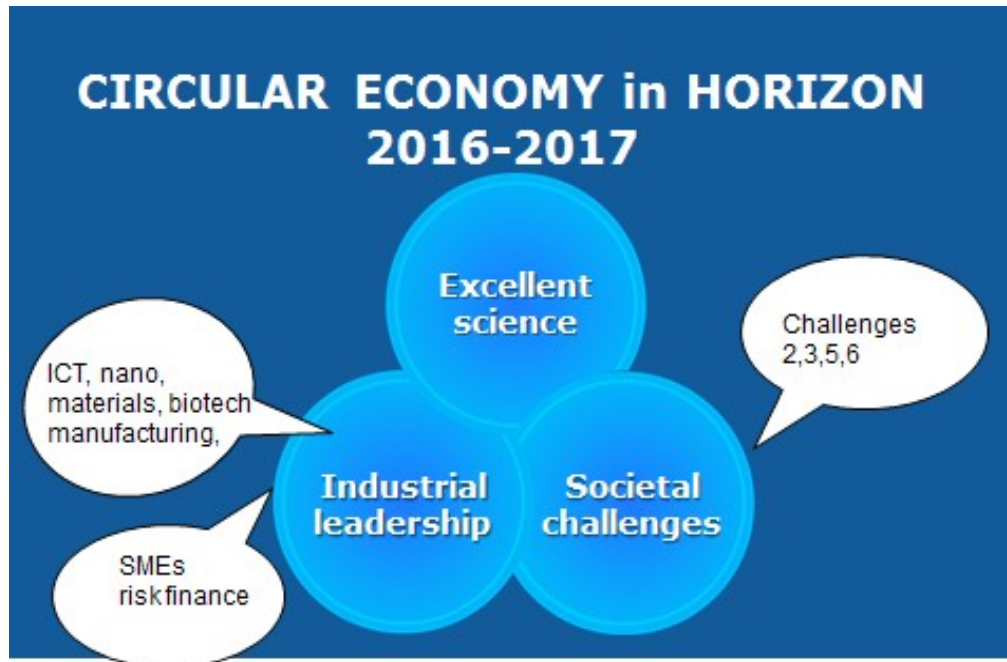 CIRCULAR ECONOMY in HORIZON
2016-2017
Excellent
science
Challenges
2,3,5,6
ICT, nano,
materials, biotech
manufacturing,
Industrial
leadership
Societal
challenges
SMEs
riskfinance